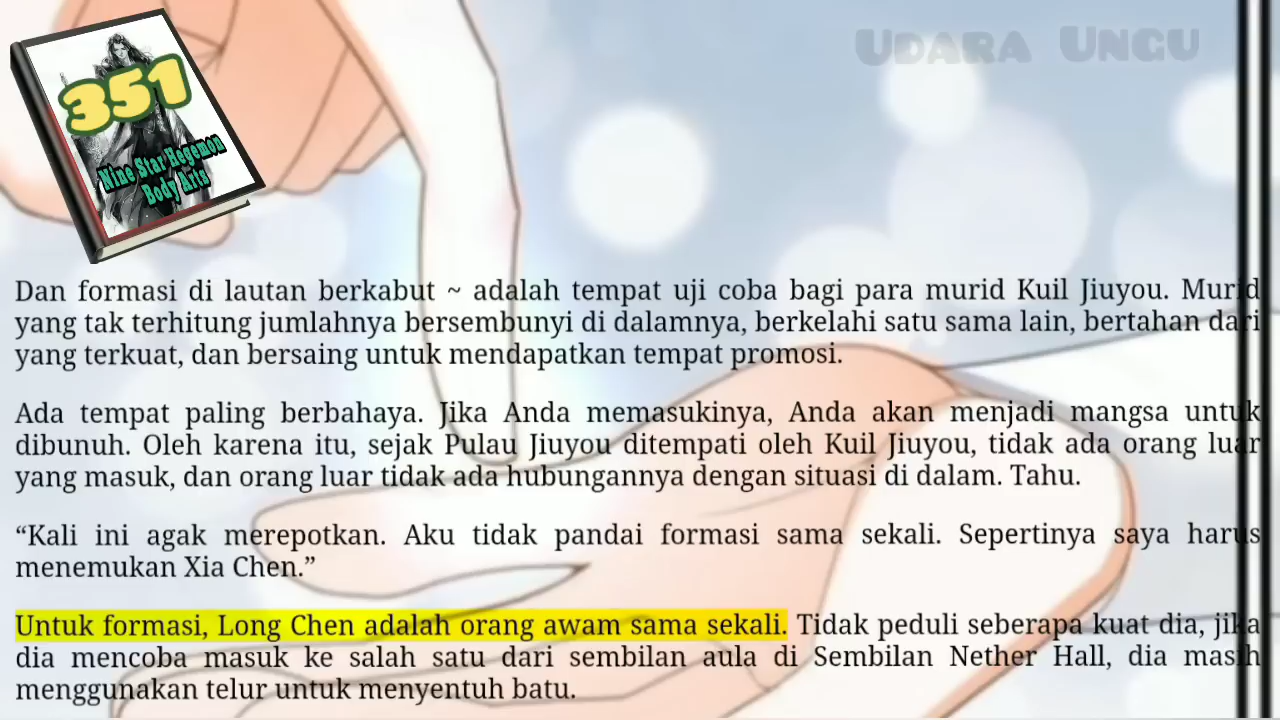 UDARA UNGU
351
Nine Star Hegemon
Body Arts
Dan formasi di lautan berkabut ~ adalah tempat uji coba bagi para murid Kuil Jiuyou. Murid
yang tak terhitung jumlahnya bersembunyi di dalamnya, berkelahi satu sama lain, bertahan dari
yang terkuat, dan bersaing untuk mendapatkan tempat promosi.
Ada tempat paling berbahaya. Jika Anda memasukinya, Anda akan menjadi mangsa untuk
dibunuh. Oleh karena itu, sejak Pulau Jiuyou ditempati oleh Kuil Jiuyou, tidak ada orang luar
yang masuk, dan orang luar tidak ada hubungannya dengan situasi di dalam. Tahu.
“Kali ini agak merepotkan. Aku tidak pandai formasi sama sekali. Sepertinya saya harus
menemukan Xia Chen.”
Untuk formasi, Long Chen adalah orang awam sama sekali. Tidak peduli seberapa kuat dia, jika
dia mencoba masuk ke salah satu dari sembilan aula di Sembilan Nether Hall, dia masih
menggunakan telur untuk menyentuh batu.